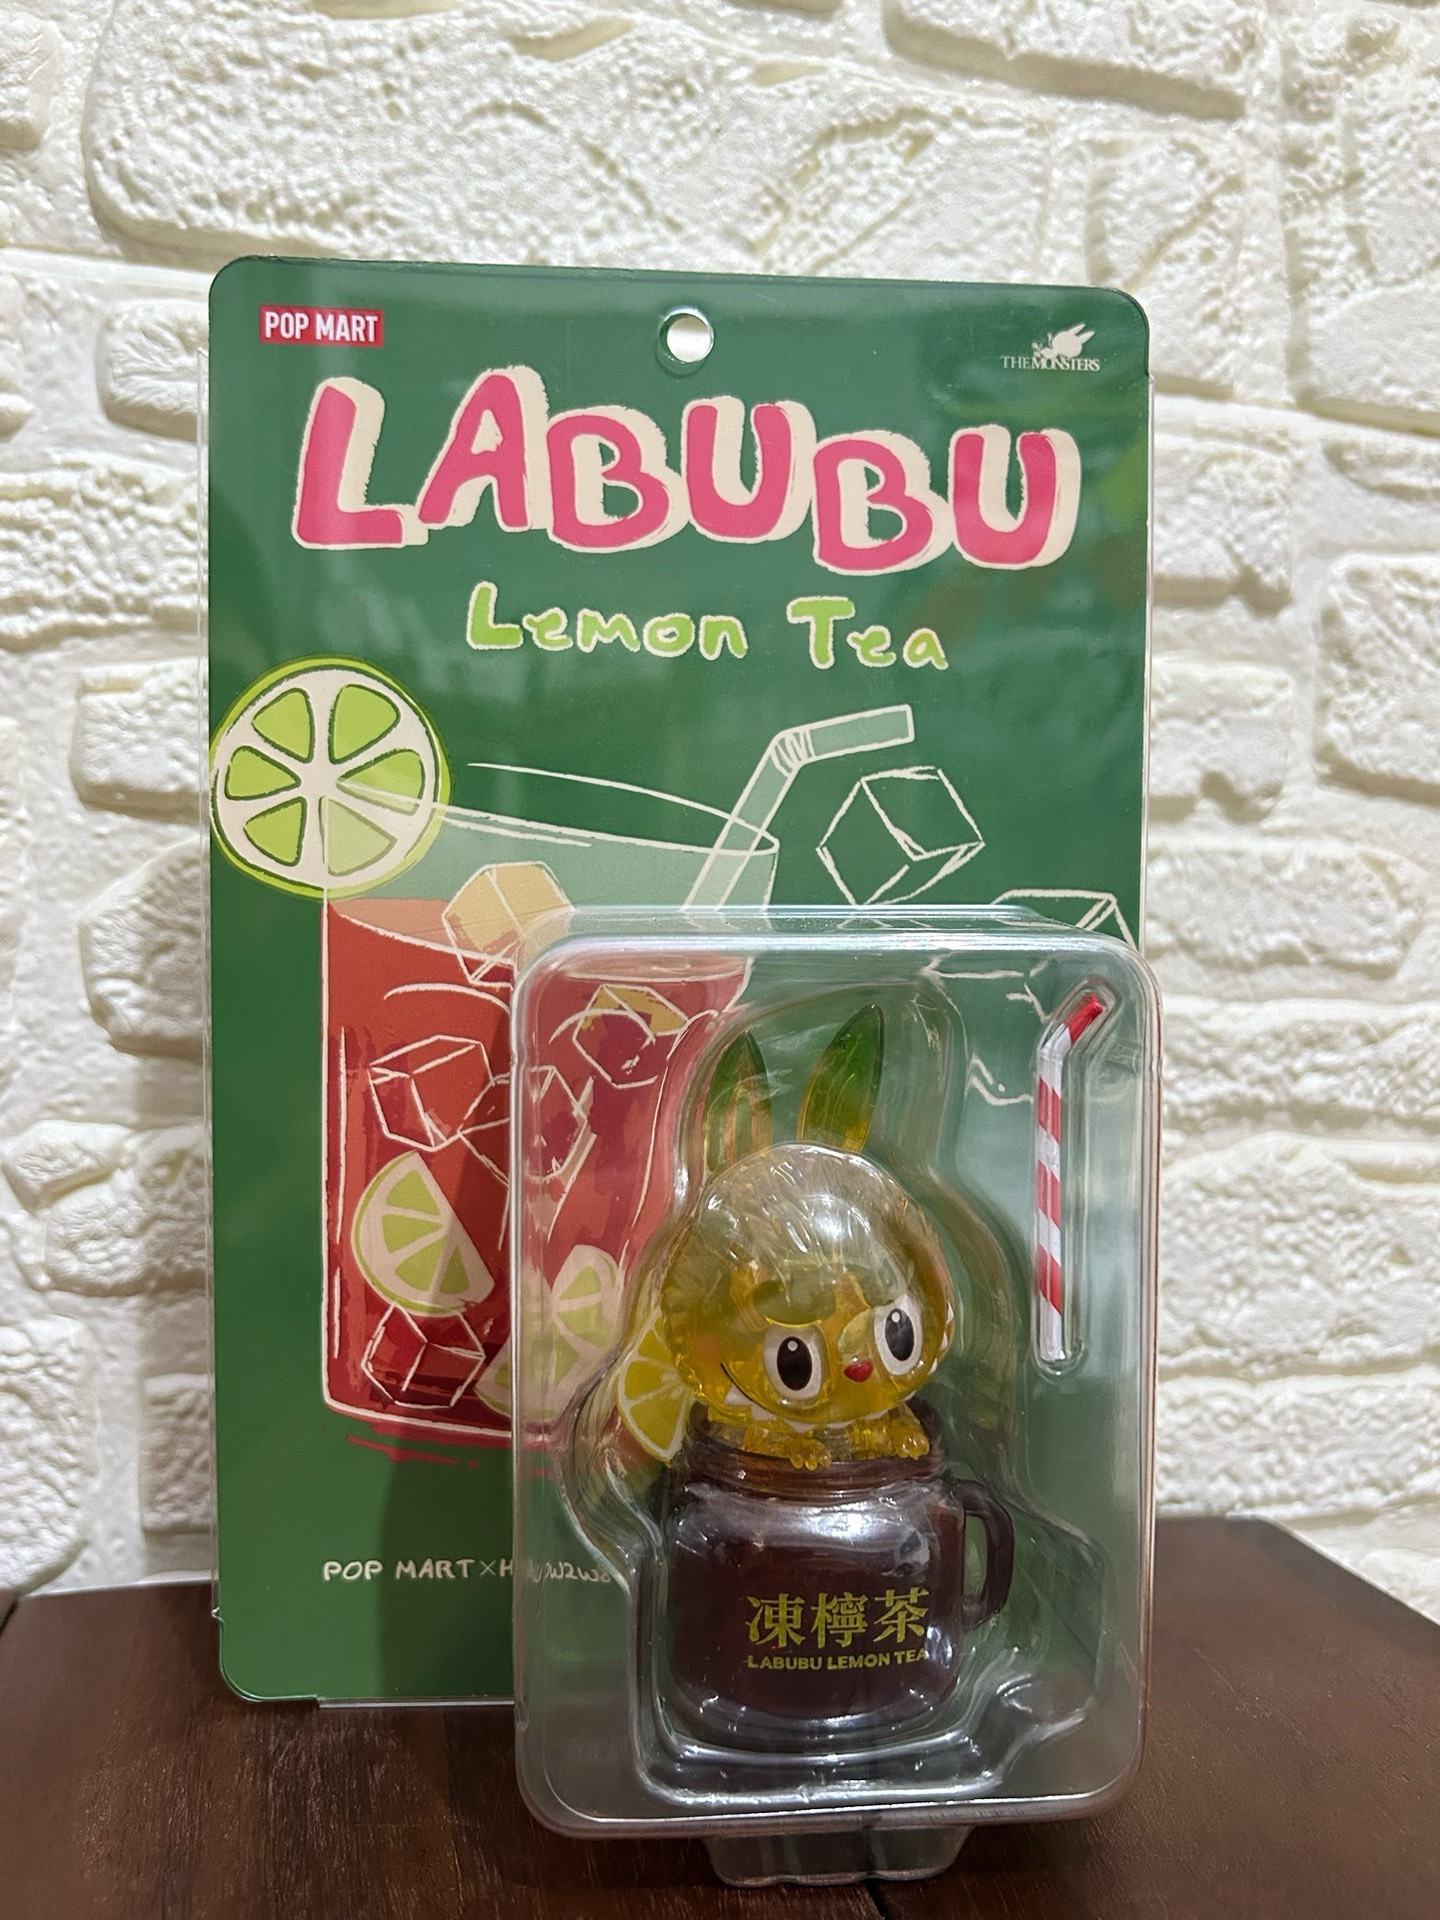 POP MART
THE MONSTERS
LABUBU
Lemon Tea
POP MART×
凍檸茶
LABUBU LEMON TEA